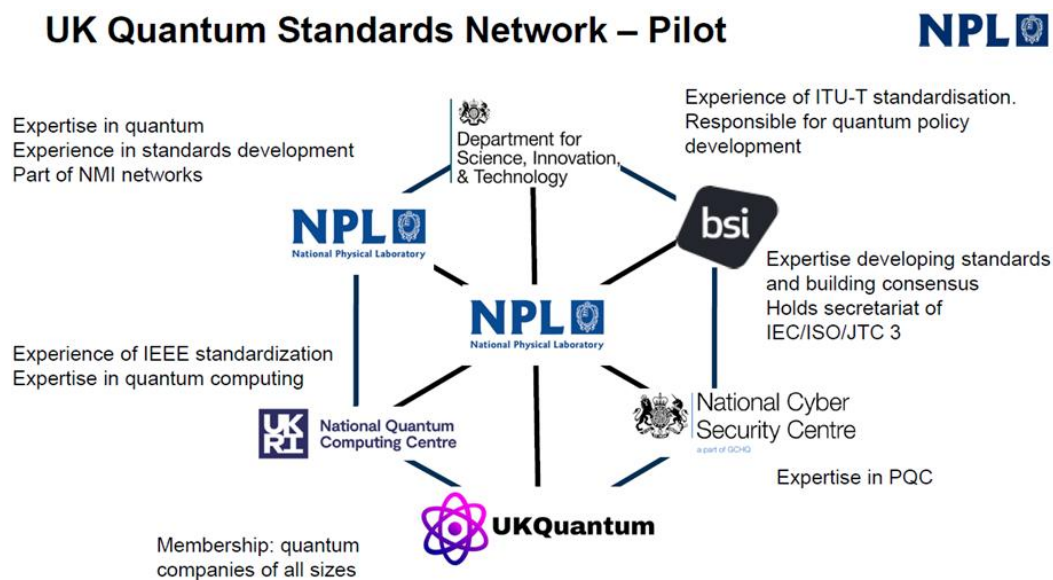 UK Quantum Standards Network – Pilot
NPL
Expertise in quantum
Experience in standards development
Part of NMI networks
Department for
Science, Innovation,
& Technology
Experience of ITU-T standardisation.
Responsible for quantum policy
development
NPL
National Physical Laboratory
bsi
Expertise developing standards
and building consensus
Holds secretariat of
IEC/ISO/JTC 3
NPL
National Physical Laboratory
Experience of IEEE standardization
Expertise in quantum computing
UKRI
National Quantum
Computing Centre
National Cyber
Security Centre
a part of GCHQ
Expertise in PQC
UKQuantum
Membership: quantum
companies of all sizes